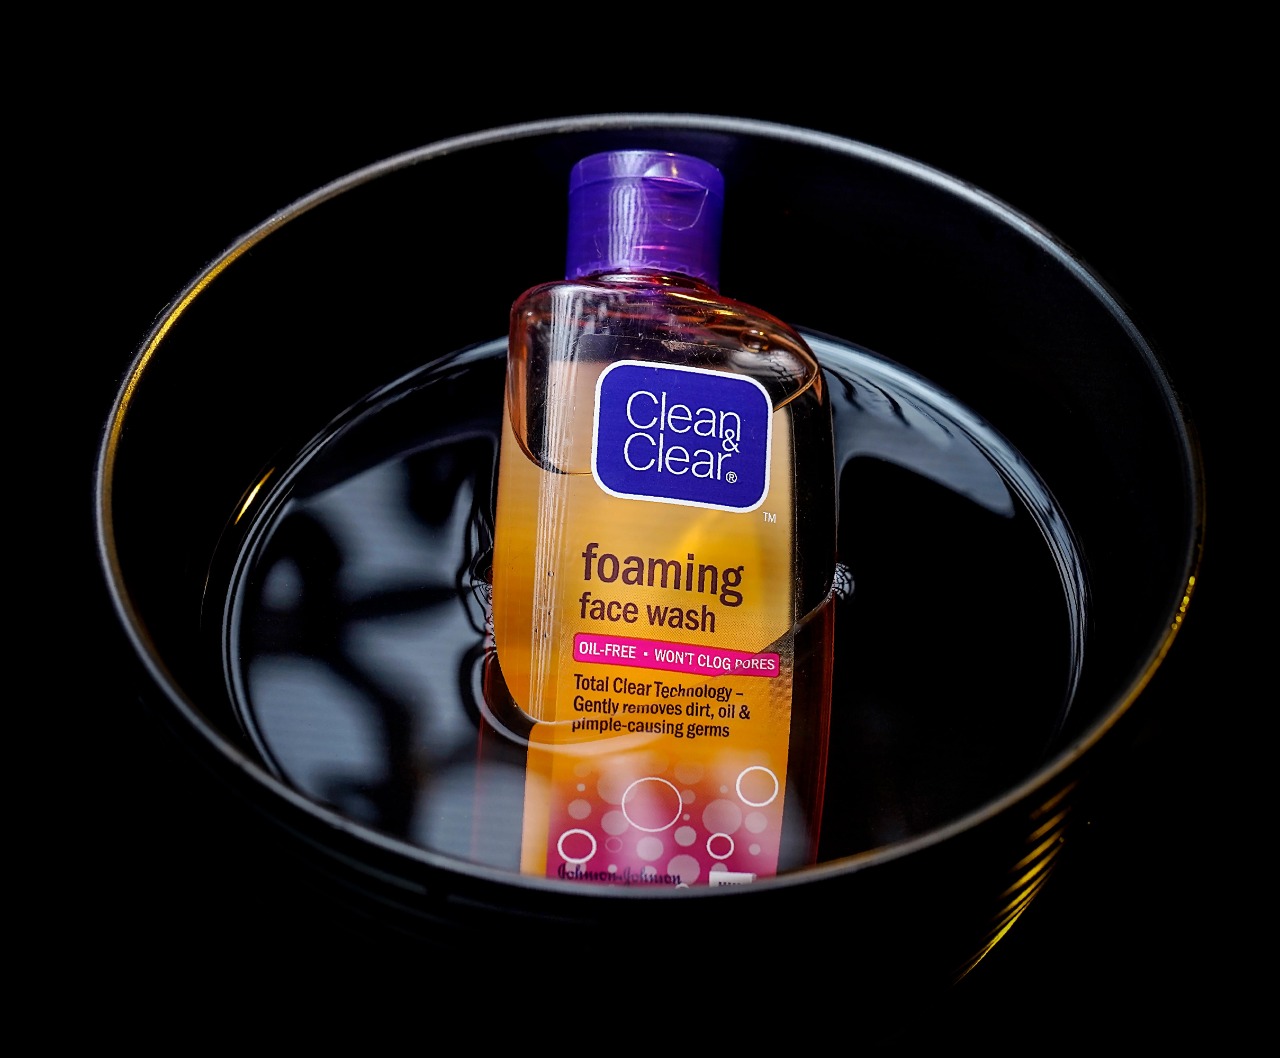 Clean
&
Clear®
TM
foaming
face wash
OIL-FREE • WON'T CLOG PORES
Total Clear Technology –
Gently removes dirt, oil &
pimple-causing germs
Johnson & Johnson